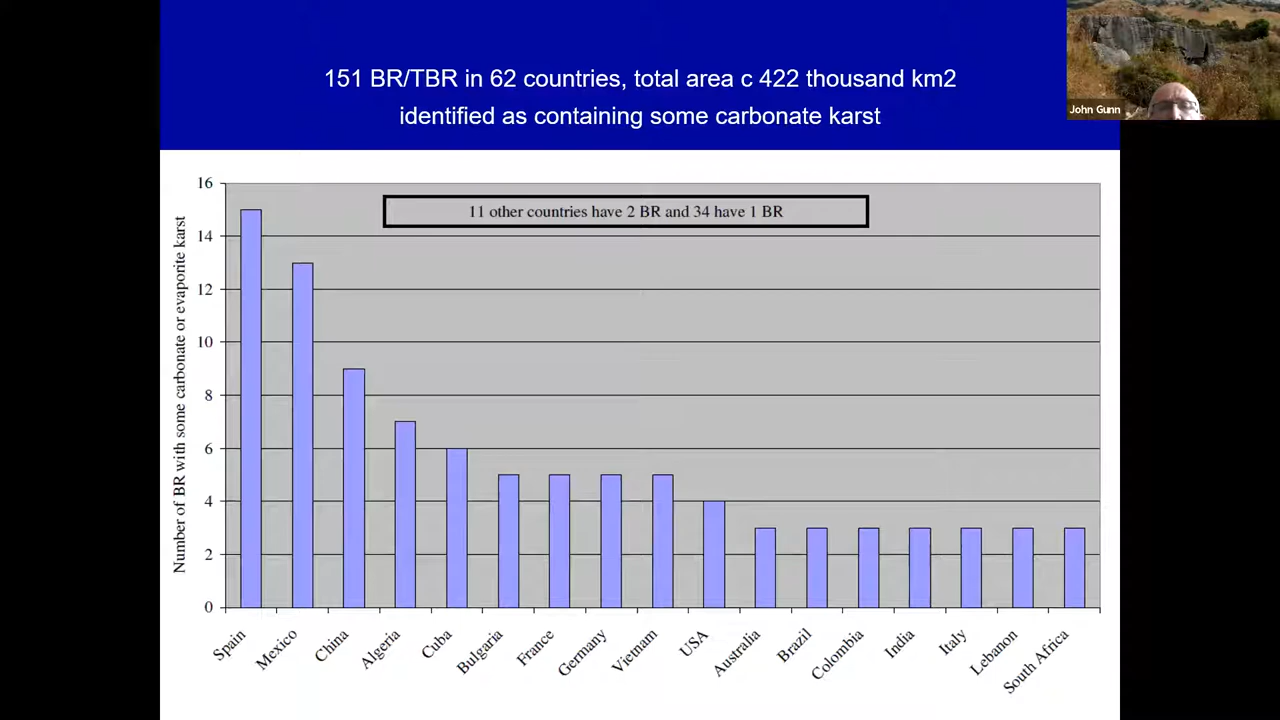 151 BR/TBR in 62 countries, total area c 422 thousand km2
identified as containing some carbonate karst
John Gunn
Number of BR with some carbonate or evaporite karst
16
11 other countries have 2 BR and 34 have 1 BR
14
12
10
8
6
4
2
0
Spain
Mexico
China
Algeria
Cuba
Bulgaria
France
Germany
Vietnam
USA
Australia
Brazil
Colombia
India
Italy
Lebanon
South Africa